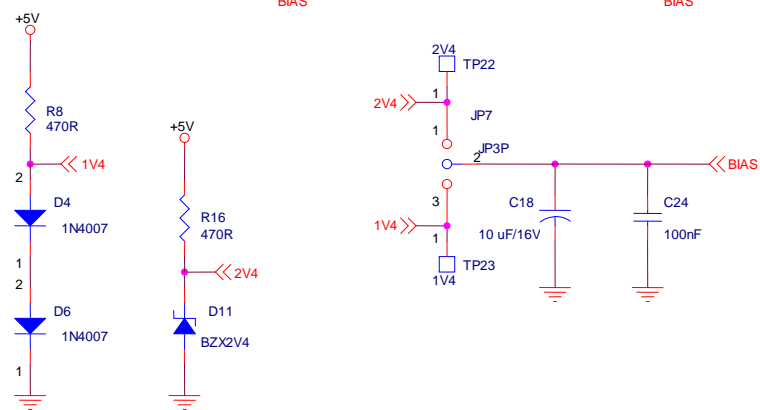 BIAS
BIAS
+5V
R8
470R
1V4
2
D4
1N4007
1
2
D6
1N4007
1
+5V
R16
470R
2V4
D11
BZX2V4
2V4
TP22
1
2V4
JP7
1
JP3P
2
BIAS
3
C18
10 uF/16V
C24
100nF
1V4
1
TP23
1V4